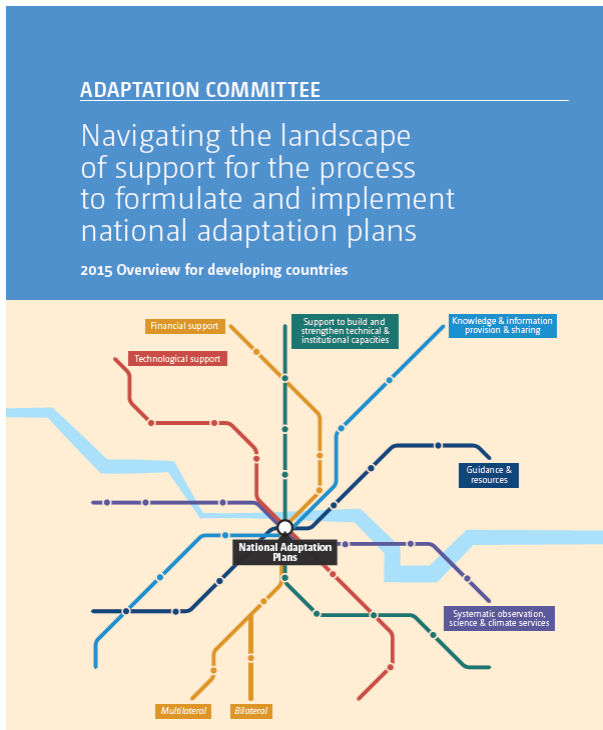 ADAPTATION COMMITTEE
Navigating the landscape
of support for the process
to formulate and implement
national adaptation plans
2015 Overview for developing countries
Financial support
Support to build and
strengthen technical &
institutional capacities
Knowledge & information
provision & sharing
Technological support
Guidance &
resources
National Adaptation
Plans
Systematic observation,
science & climate services
Multilateral
Bilateral